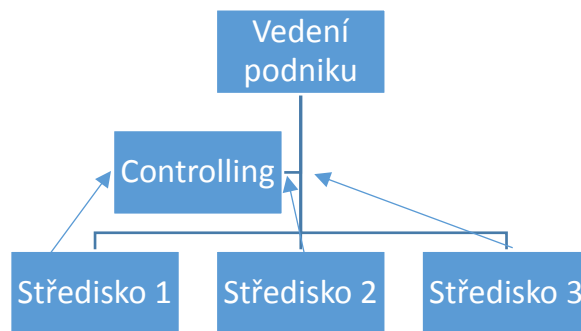 Vedení
podniku
Controlling
Středisko 1
Středisko 2
Středisko 3